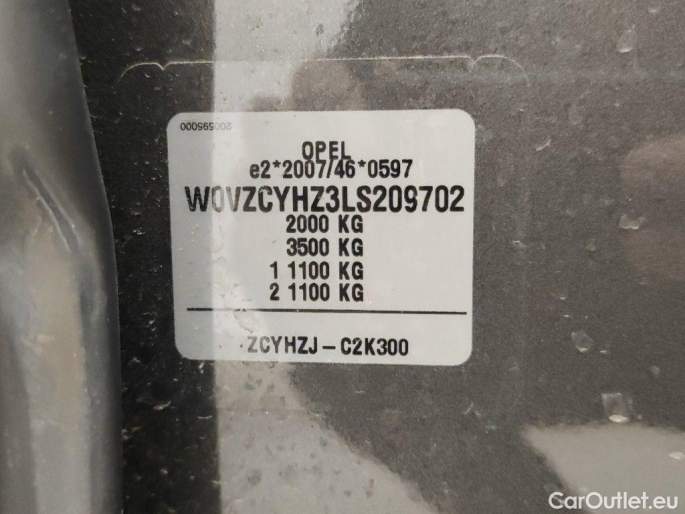 200595000
OPEL
e2*2007/46*0597
W0VZCYHZ3LS209702
2000 KG
3500 KG
1 1100 KG
2 1100 KG
ZCYHZJ-C2K300
CarOutlet.eu